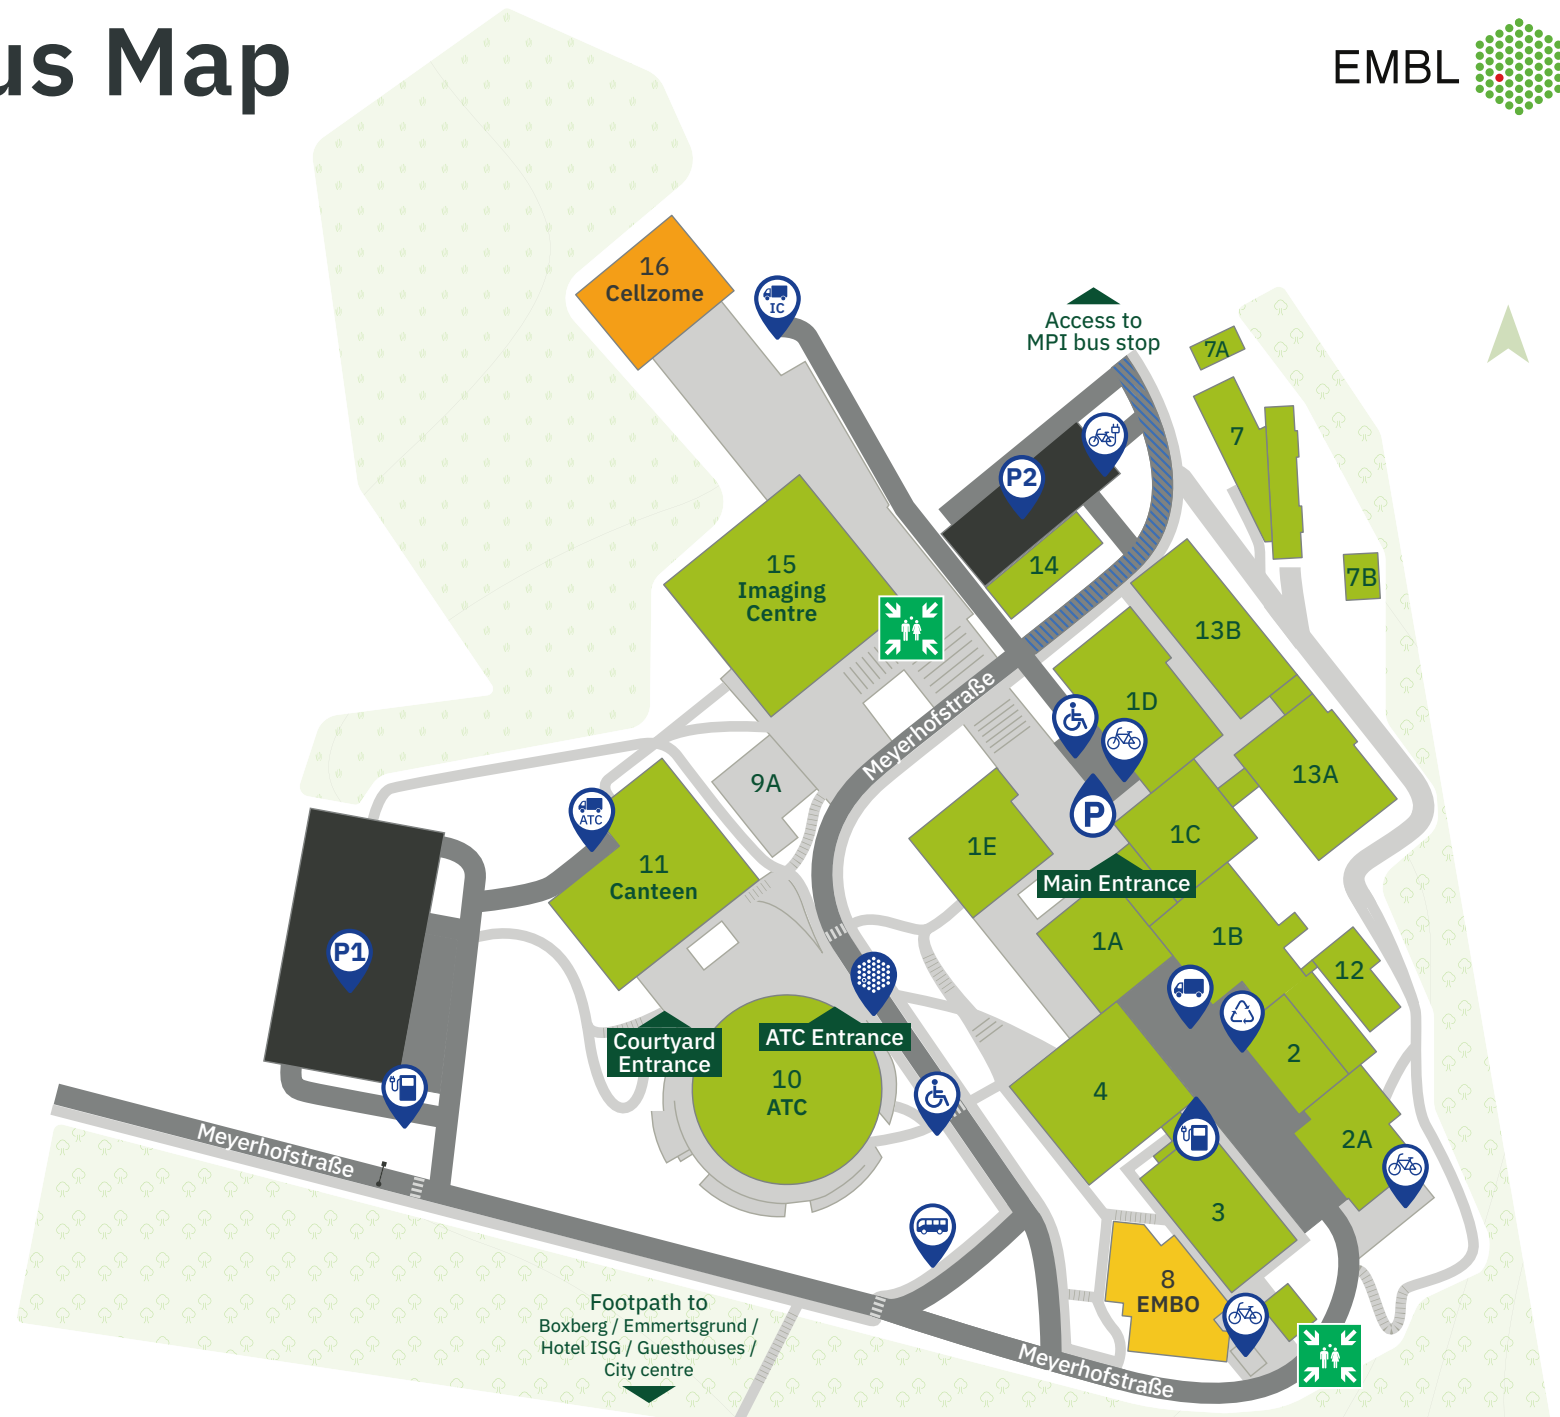 us Map
EMBL
16
Cellzome
IC
Access to
MPI bus stop
7A
7
P2
14
7B
15
Imaging
Centre
13B
Meyerhofstraße
1D
9A
13A
ATC
P
1C
1E
11
Canteen
Main Entrance
1A
1B
P1
12
Courtyard
Entrance
ATC Entrance
10
ATC
2
4
2A
Meyerhofstraße
3
8
EMBO
Footpath to
Boxberg / Emmertsgrund /
Hotel ISG / Guesthouses /
City centre
Meyerhofstraße